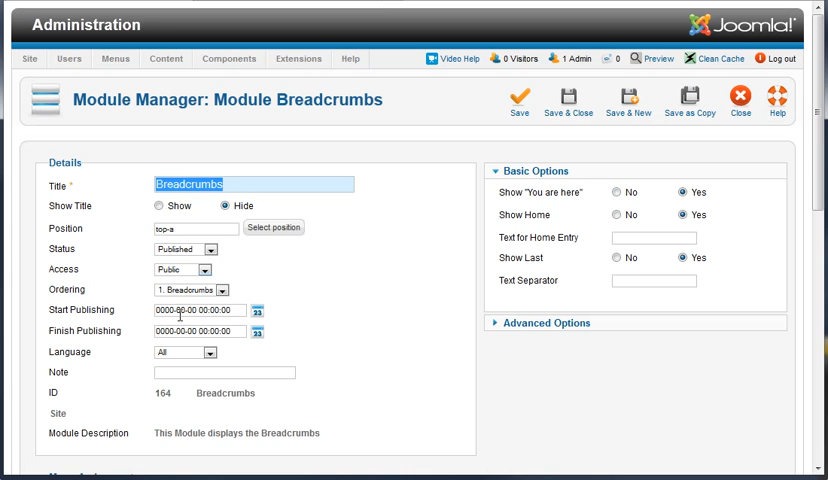 Administration
Joomla!
Site Users Menus Content Components Extensions Help
Video Help 0 Visitors 1 Admin 0 Preview Clean Cache Log out
Module Manager: Module Breadcrumbs
Save Save & Close Save & New Save as Copy Close Help
Details
Title * Breadcrumbs
Show Title Show Hide
Position top-a Select position
Status Published
Access Public
Ordering 1. Breadcrumbs
Start Publishing 0000-00-00 00:00:00 23
Finish Publishing 0000-00-00 00:00:00 23
Language All
Note
ID 164 Breadcrumbs
Site
Module Description This Module displays the Breadcrumbs
Basic Options
Show "You are here" No Yes
Show Home No Yes
Text for Home Entry
Show Last No Yes
Text Separator
Advanced Options